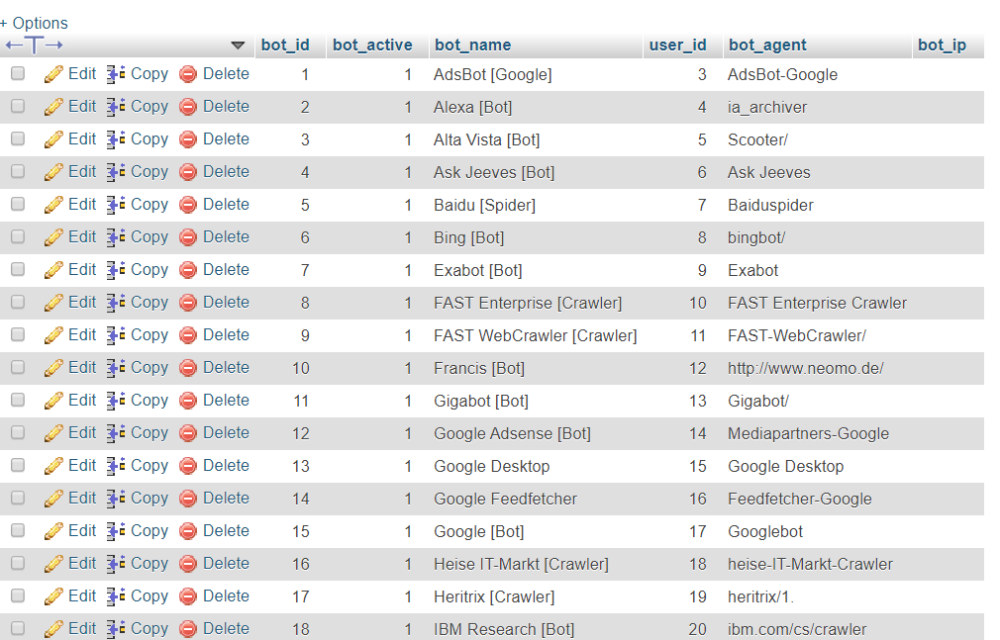 + Options
←T→ bot_id bot_active bot_name user_id bot_agent bot_ip
Edit Copy Delete 1 1 AdsBot [Google] 3 AdsBot-Google
Edit Copy Delete 2 1 Alexa [Bot] 4 ia_archiver
Edit Copy Delete 3 1 Alta Vista [Bot] 5 Scooter/
Edit Copy Delete 4 1 Ask Jeeves [Bot] 6 Ask Jeeves
Edit Copy Delete 5 1 Baidu [Spider] 7 Baiduspider
Edit Copy Delete 6 1 Bing [Bot] 8 bingbot/
Edit Copy Delete 7 1 Exabot [Bot] 9 Exabot
Edit Copy Delete 8 1 FAST Enterprise [Crawler] 10 FAST Enterprise Crawler
Edit Copy Delete 9 1 FAST WebCrawler [Crawler] 11 FAST-WebCrawler/
Edit Copy Delete 10 1 Francis [Bot] 12 http://www.neomo.de/
Edit Copy Delete 11 1 Gigabot [Bot] 13 Gigabot/
Edit Copy Delete 12 1 Google Adsense [Bot] 14 Mediapartners-Google
Edit Copy Delete 13 1 Google Desktop 15 Google Desktop
Edit Copy Delete 14 1 Google Feedfetcher 16 Feedfetcher-Google
Edit Copy Delete 15 1 Google [Bot] 17 Googlebot
Edit Copy Delete 16 1 Heise IT-Markt [Crawler] 18 heise-IT-Markt-Crawler
Edit Copy Delete 17 1 Heritrix [Crawler] 19 heritrix/1.
Edit Copy Delete 18 1 IBM Research [Bot] 20 ibm.com/cs/crawler